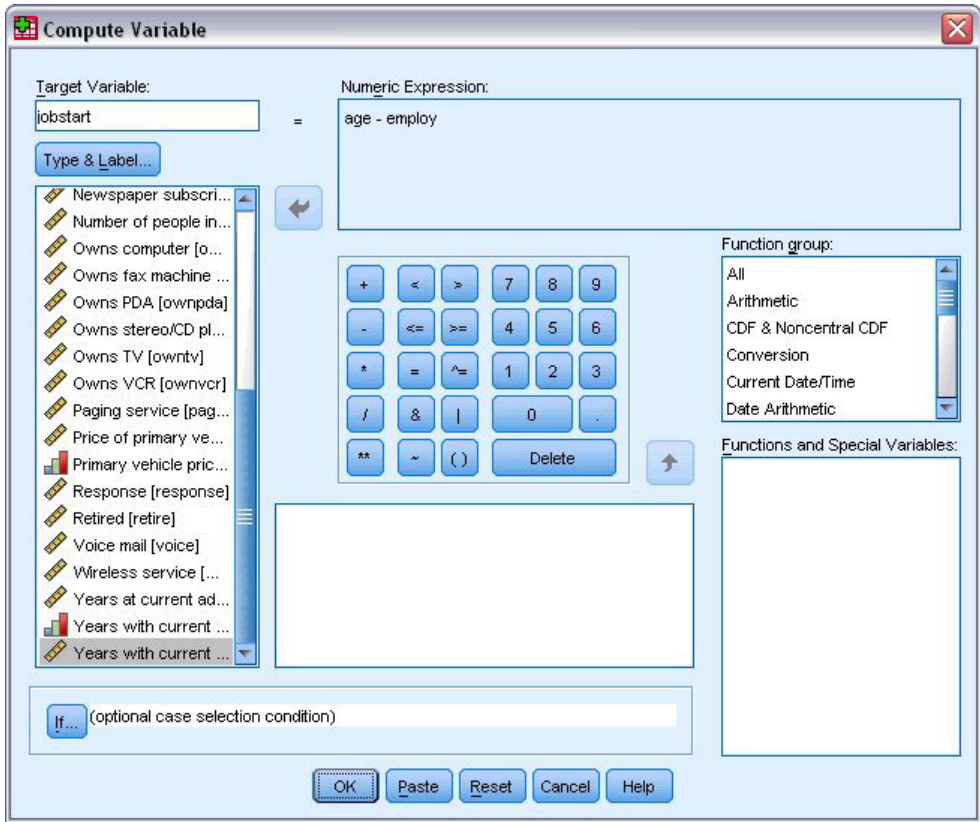 Compute Variable
Target Variable:
jobstart
=
Numeric Expression:
age - employ
Type & Label...
Newspaper subscri...
Number of people in...
Owns computer [o...
Owns fax machine ...
Owns PDA [ownpda]
Owns stereo/CD pl...
Owns TV [owntv]
Owns VCR [ownvcr]
Paging service [pag...
Price of primary ve...
Primary vehicle pric...
Response [response]
Retired [retire]
Voice mail [voice]
Wireless service [...
Years at current ad...
Years with current ...
Years with current ...
+ < > 7 8 9
- <= >= 4 5 6
* = ^= 1 2 3
/ & | 0 .
** ~ ( ) Delete
Function group:
All
Arithmetic
CDF & Noncentral CDF
Conversion
Current Date/Time
Date Arithmetic
Functions and Special Variables:
If... (optional case selection condition)
OK Paste Reset Cancel Help